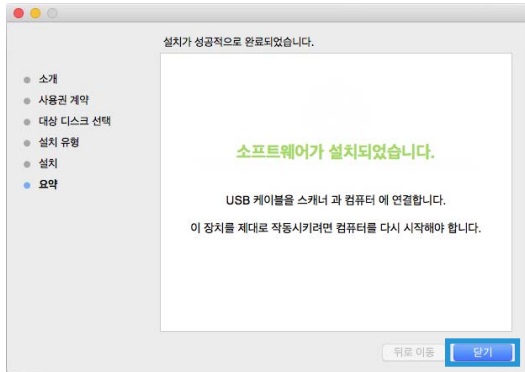 설치가 성공적으로 완료되었습니다.
소개
사용권 계약
대상 디스크 선택
설치 유형
설치
요약
소프트웨어가 설치되었습니다.
USB 케이블을 스캐너 과 컴퓨터 에 연결합니다.
이 장치를 제대로 작동시키려면 컴퓨터를 다시 시작해야 합니다.
뒤로 이동
닫기